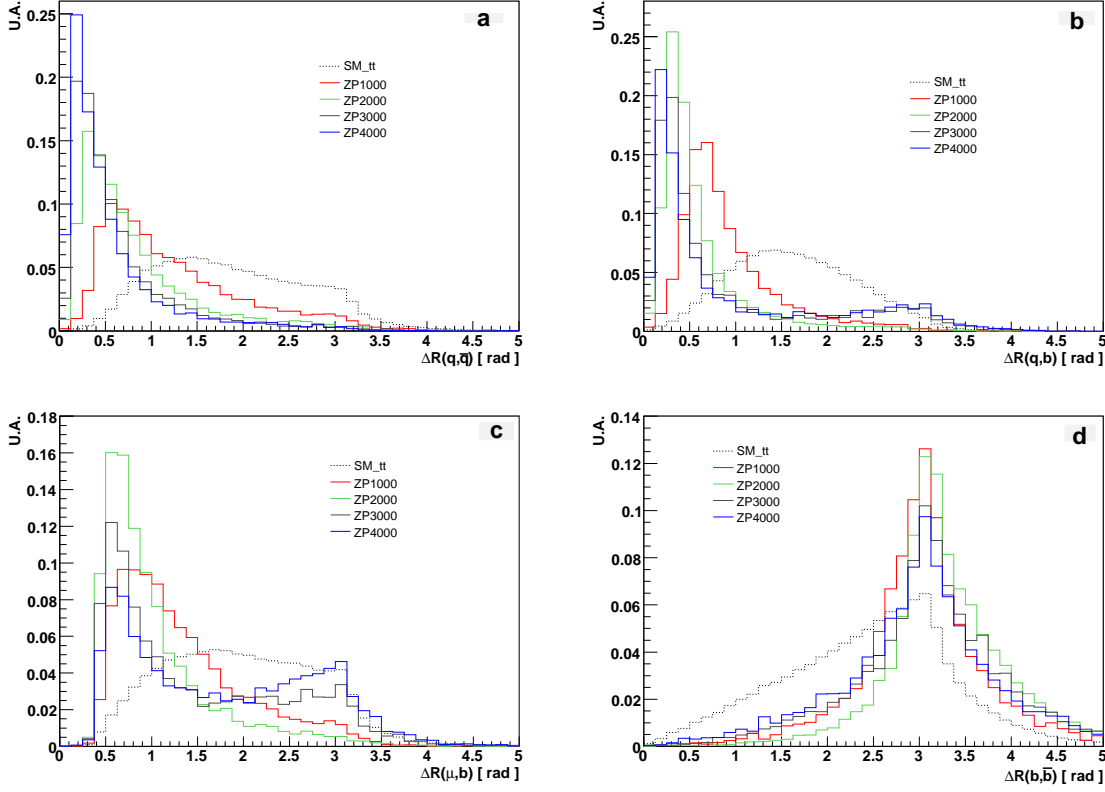 U.A.
a
0.25
0.2
0.15
0.1
0.05
0
SM_tt
ZP1000
ZP2000
ZP3000
ZP4000
0 0.5 1 1.5 2 2.5 3 3.5 4 4.5 5
ΔR(q,q̅) [ rad ]
U.A.
b
0.25
0.2
0.15
0.1
0.05
0
SM_tt
ZP1000
ZP2000
ZP3000
ZP4000
0 0.5 1 1.5 2 2.5 3 3.5 4 4.5 5
ΔR(q,b) [ rad ]
U.A.
c
0.18
0.16
0.14
0.12
0.1
0.08
0.06
0.04
0.02
0
SM_tt
ZP1000
ZP2000
ZP3000
ZP4000
0 0.5 1 1.5 2 2.5 3 3.5 4 4.5 5
ΔR(μ,b) [ rad ]
U.A.
d
0.14
0.12
0.1
0.08
0.06
0.04
0.02
0
SM_tt
ZP1000
ZP2000
ZP3000
ZP4000
0 0.5 1 1.5 2 2.5 3 3.5 4 4.5 5
ΔR(b,b̅) [ rad ]